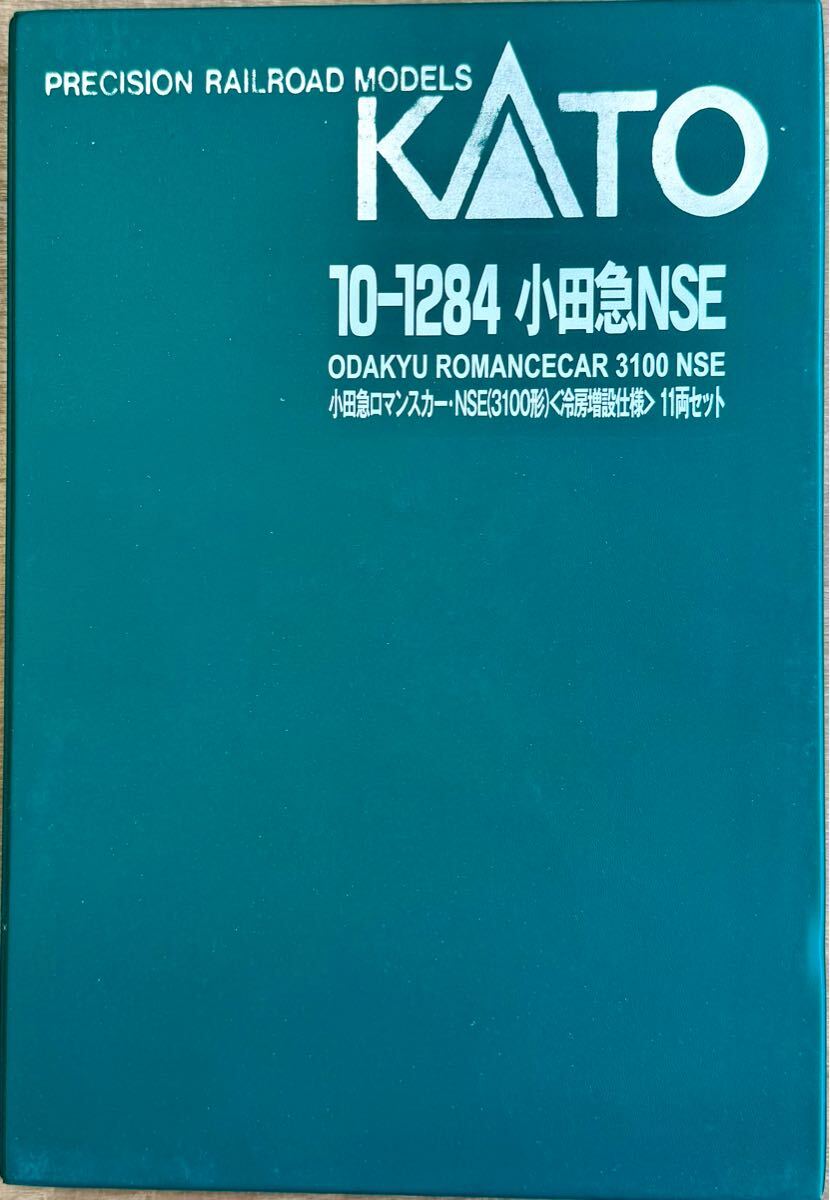 PRECISION RAILROAD MODELS
KATO
10-1284 小田急NSE
ODAKYU ROMANCECAR 3100 NSE
小田急ロマンスカー・NSE(3100形)<冷房増設仕様> 11両セット